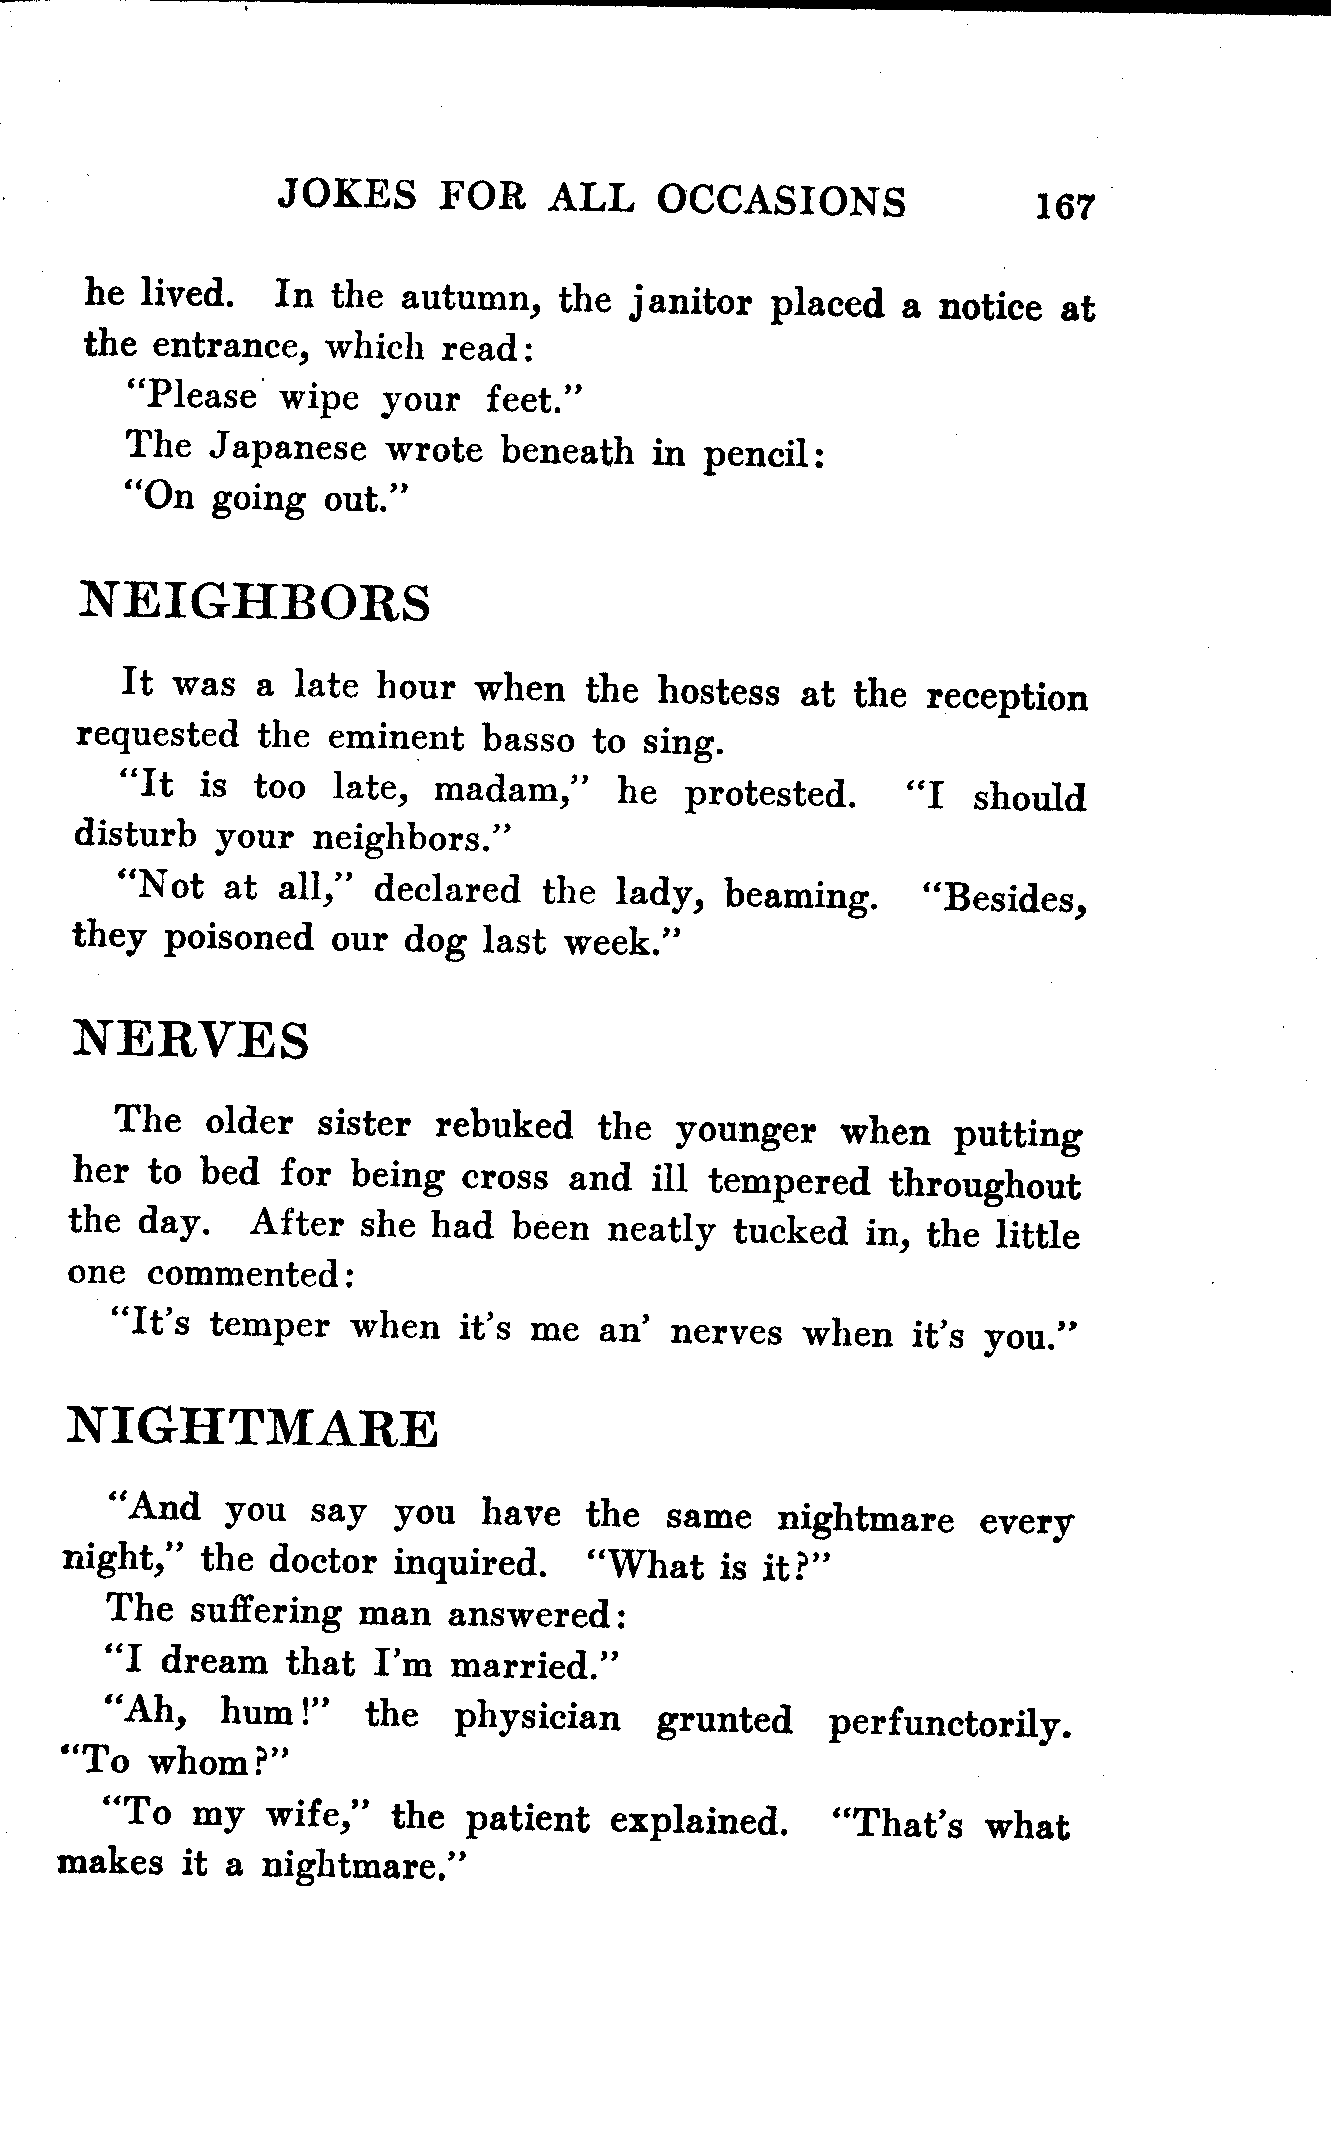 JOKES FOR ALL OCCASIONS 167
he lived. In the autumn, the janitor placed a notice at
the entrance, which read:
“Please wipe your feet.”
The Japanese wrote beneath in pencil:
“On going out.”
NEIGHBORS
It was a late hour when the hostess at the reception
requested the eminent basso to sing.
“It is too late, madam,” he protested. “I should
disturb your neighbors.”
“Not at all,” declared the lady, beaming. “Besides,
they poisoned our dog last week.”
NERVES
The older sister rebuked the younger when putting
her to bed for being cross and ill tempered throughout
the day. After she had been neatly tucked in, the little
one commented:
“It’s temper when it’s me an’ nerves when it’s you.”
NIGHTMARE
“And you say you have the same nightmare every
night,” the doctor inquired. “What is it?”
The suffering man answered:
“I dream that I’m married.”
“Ah, hum!” the physician grunted perfunctorily.
“To whom?”
“To my wife,” the patient explained. “That’s what
makes it a nightmare.”